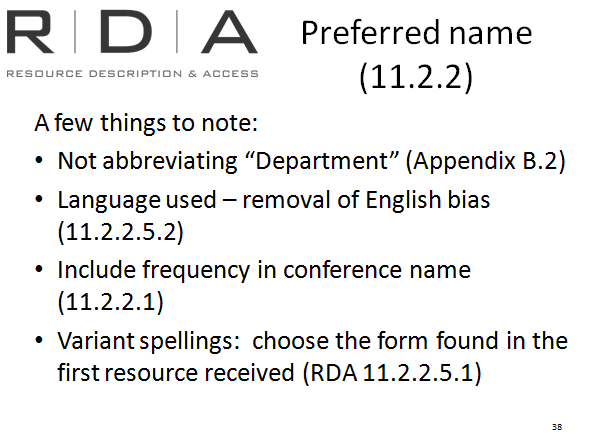 R | D | A
RESOURCE DESCRIPTION & ACCESS
Preferred name
(11.2.2)
A few things to note:
• Not abbreviating “Department” (Appendix B.2)
• Language used – removal of English bias
(11.2.2.5.2)
• Include frequency in conference name
(11.2.2.1)
• Variant spellings:  choose the form found in the
first resource received (RDA 11.2.2.5.1)
38